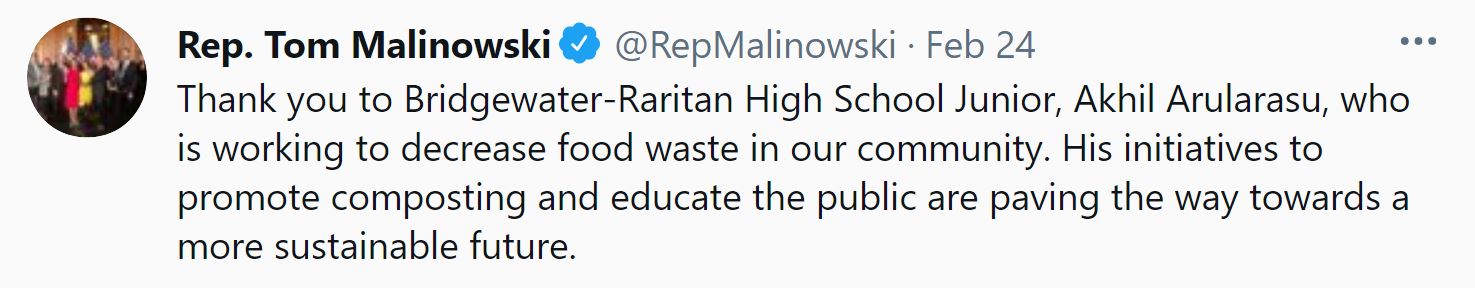 Rep. Tom Malinowski @RepMalinowski · Feb 24
Thank you to Bridgewater-Raritan High School Junior, Akhil Arularasu, who
is working to decrease food waste in our community. His initiatives to
promote composting and educate the public are paving the way towards a
more sustainable future.